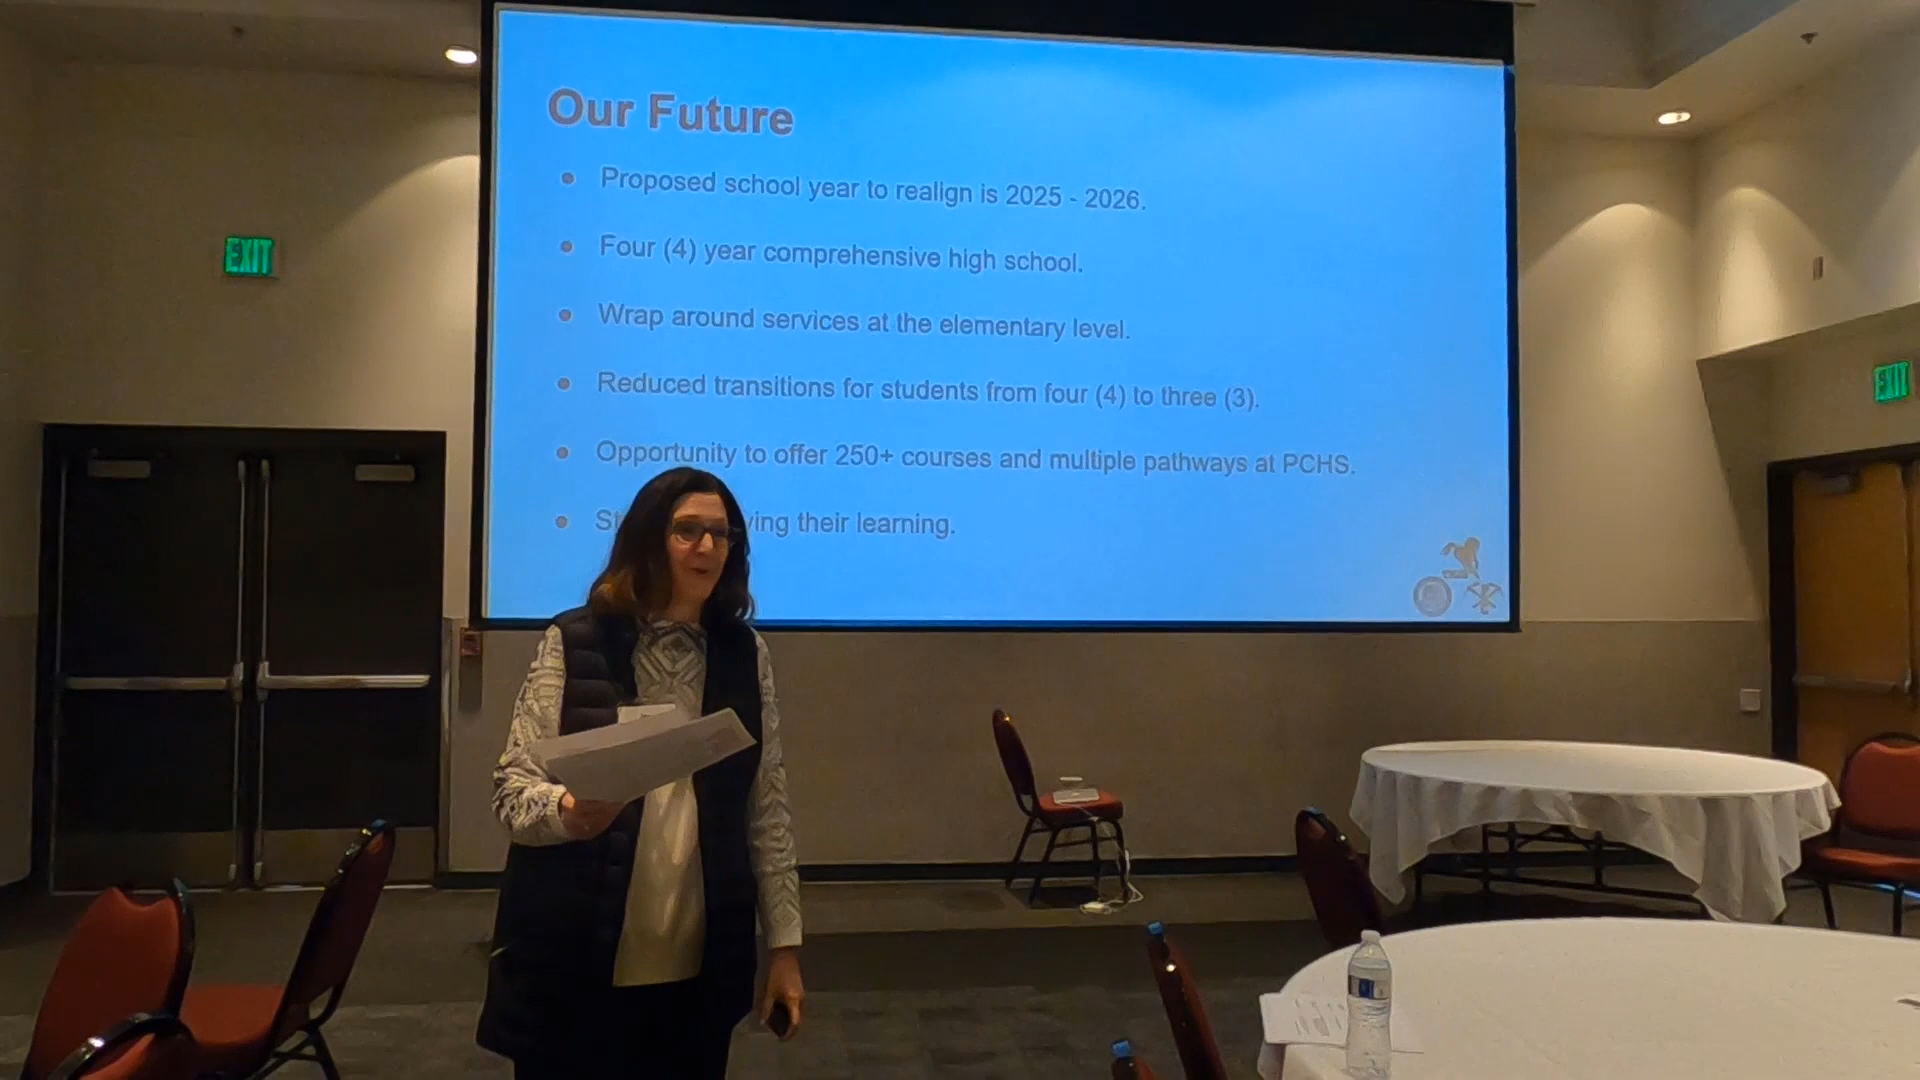 Our Future
EXIT
• Proposed school year to realign is 2025 - 2026.
• Four (4) year comprehensive high school.
• Wrap around services at the elementary level.
• Reduced transitions for students from four (4) to three (3).
• Opportunity to offer 250+ courses and multiple pathways at PCHS.
• their learning.
EXIT